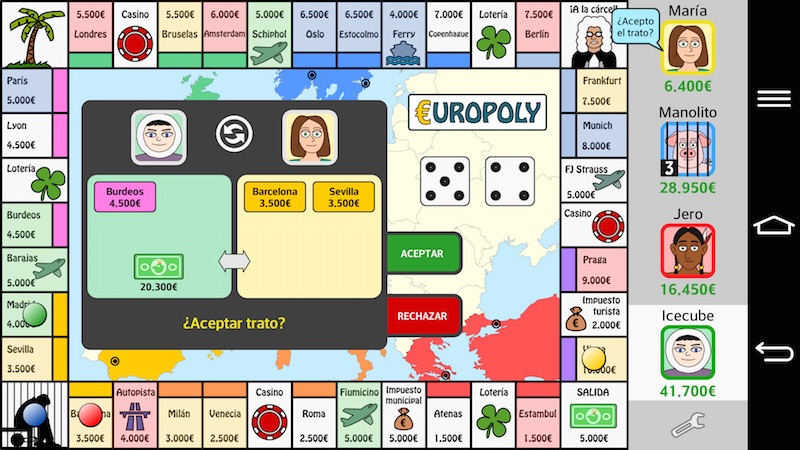 5.500€
Londres
Casino
5.500€
Bruselas
6.000€
Amsterdam
5.000€
Schiphol
6.500€
Oslo
6.500€
Estocolmo
4.000€
Ferry
7.000€
Copenhague
Lotería
7.500€
Berlín
¡A la cárcel!
¿Acepto
el trato?
María
6.400€
Manolito
3
28.950€
Jero
16.450€
Icecube
41.700€
París
5.000€
Lyon
4.500€
Lotería
Burdeos
4.500€
Barajas
5.000€
Madrid
4.000€
Sevilla
3.500€
€UROPOLY
Burdeos
4.500€
Barcelona
3.500€
Sevilla
3.500€
20.300€
¿Aceptar trato?
ACEPTAR
RECHAZAR
Frankfurt
7.500€
Munich
8.000€
FJ Strauss
5.000€
Casino
Praga
9.000€
Impuesto
turista
2.000€
10.000€
3.500€
Autopista
4.000€
Milán
3.000€
Venecia
2.500€
Casino
Roma
2.500€
Fiumicino
5.000€
Impuesto
municipal
5.000€
Atenas
1.500€
Lotería
Estambul
1.500€
SALIDA
5.000€